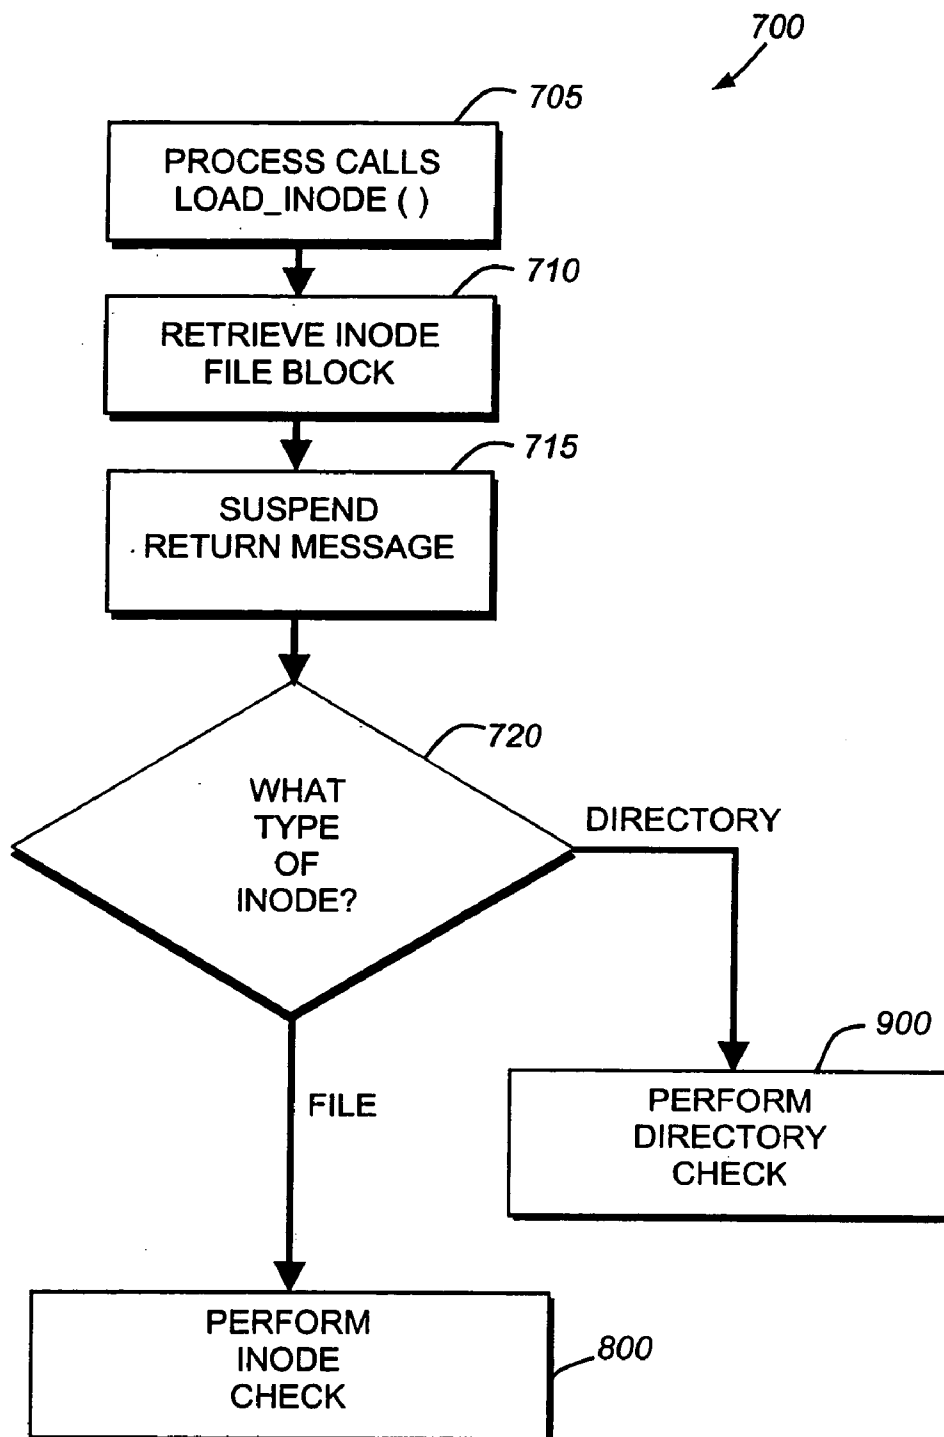 700
705
PROCESS CALLS
LOAD_INODE ( )
710
RETRIEVE INODE
FILE BLOCK
715
SUSPEND
RETURN MESSAGE
720
WHAT
TYPE
OF
INODE?
DIRECTORY
900
PERFORM
DIRECTORY
CHECK
FILE
PERFORM
INODE
CHECK
800